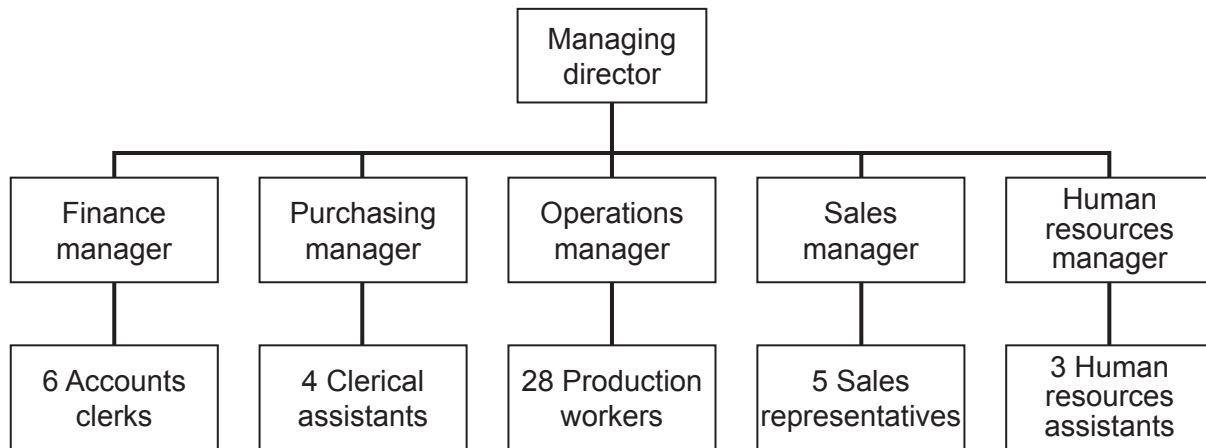 Managing
director
Finance
manager
Purchasing
manager
Operations
manager
Sales
manager
Human
resources
manager
6 Accounts
clerks
4 Clerical
assistants
28 Production
workers
5 Sales
representatives
3 Human
resources
assistants